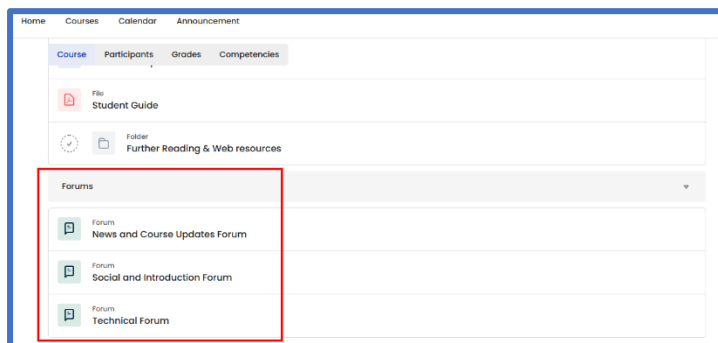 Home Courses Calendar Announcement
Course Participants Grades Competencies
File
Student Guide
Folder
Further Reading & Web resources
Forums
Forum
News and Course Updates Forum
Forum
Social and Introduction Forum
Forum
Technical Forum